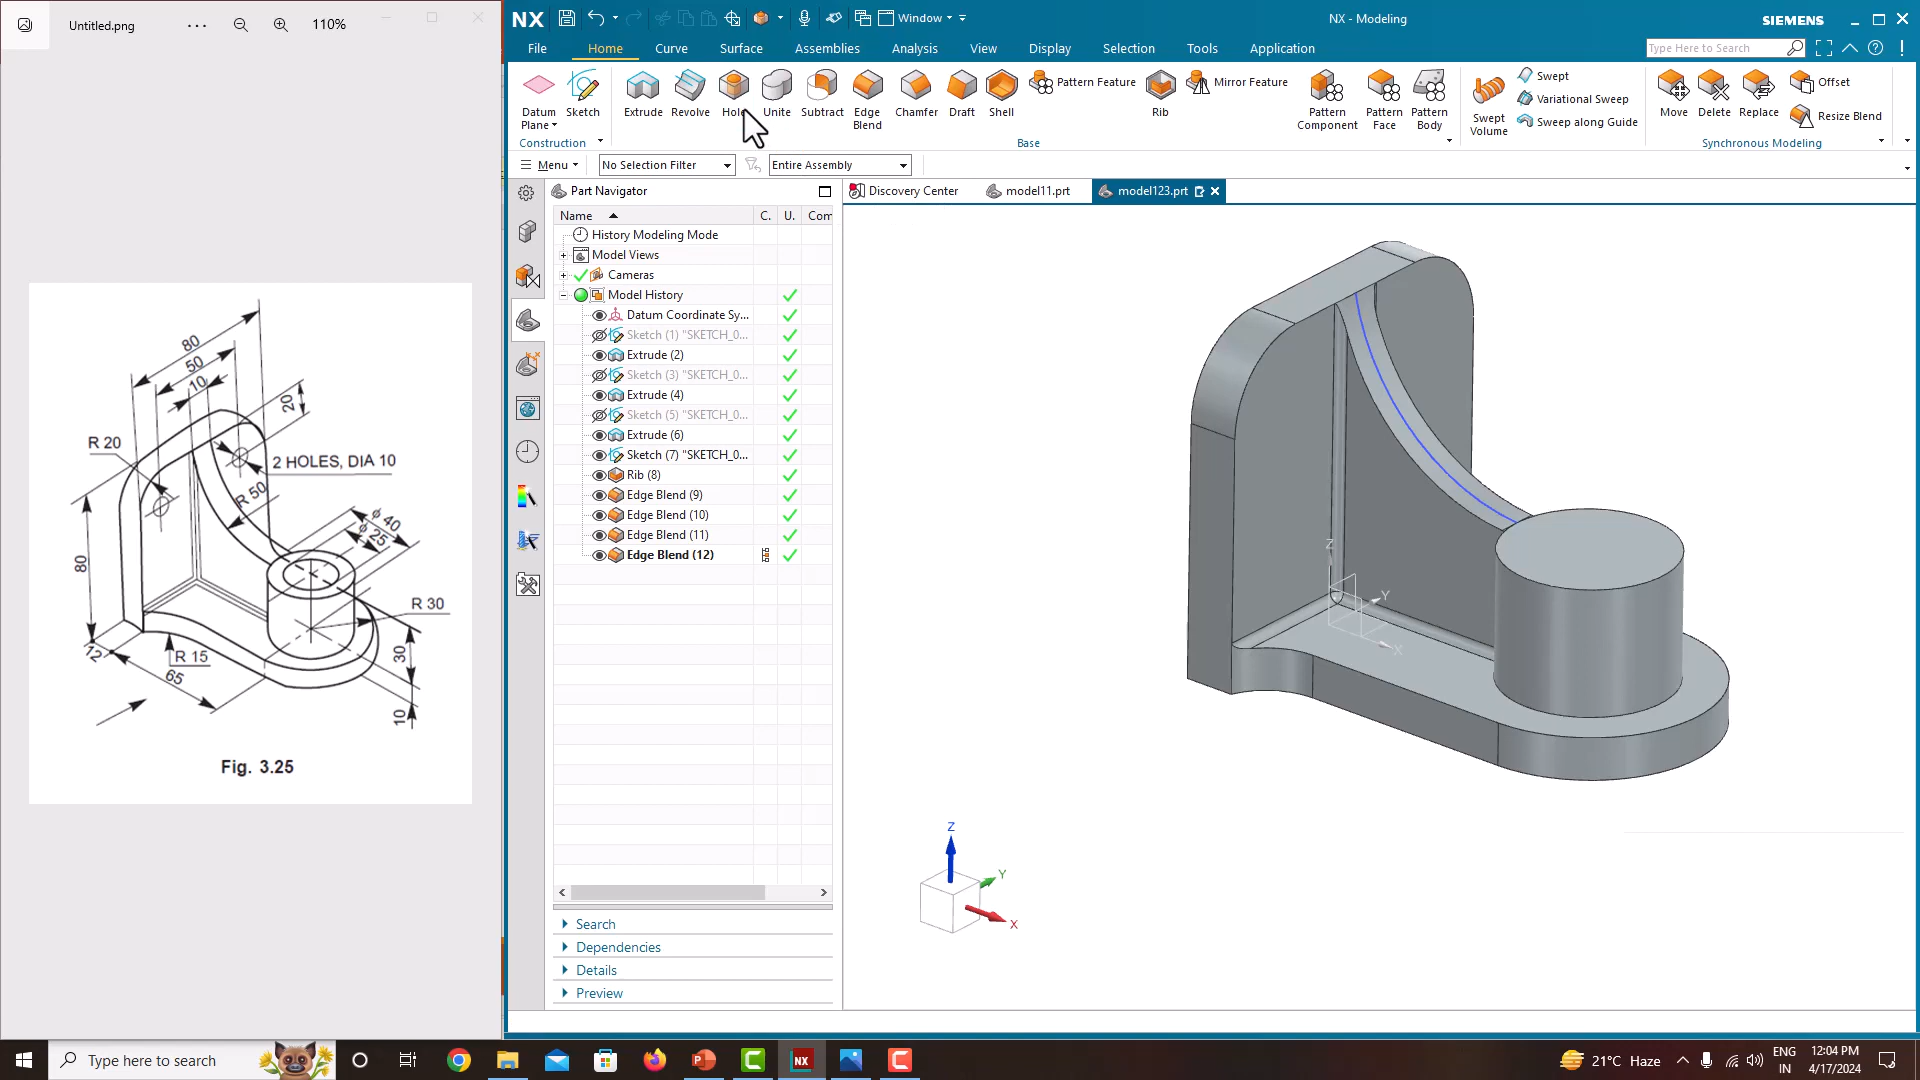 Untitled.png
110%
NX
Window
NX - Modeling
SIEMENS
File
Home
Curve
Surface
Assemblies
Analysis
View
Display
Selection
Tools
Application
Type Here to Search
Datum Plane
Sketch
Extrude
Revolve
Hole
Unite
Subtract
Edge Blend
Chamfer
Draft
Shell
Pattern Feature
Rib
Mirror Feature
Pattern Component
Pattern Face
Pattern Body
Swept Volume
Swept
Variational Sweep
Sweep along Guide
Move
Delete
Replace
Offset
Resize Blend
Construction
Base
Synchronous Modeling
Menu
No Selection Filter
Entire Assembly
Part Navigator
Discovery Center
model11.prt
model123.prt
Name
C.
U.
Com
History Modeling Mode
Model Views
Cameras
Model History
Datum Coordinate Sy...
Sketch (1) "SKETCH_0...
Extrude (2)
Sketch (3) "SKETCH_0...
Extrude (4)
Sketch (5) "SKETCH_0...
Extrude (6)
Sketch (7) "SKETCH_0...
Rib (8)
Edge Blend (9)
Edge Blend (10)
Edge Blend (11)
Edge Blend (12)
Search
Dependencies
Details
Preview
80
50
10
20
R 20
2 HOLES, DIA 10
R 50
ϕ 40
ϕ 25
80
R 30
12
R 15
65
30
10
Fig. 3.25
Z
Y
X
Z
Y
X
Type here to search
NX
21°C Haze
ENG
IN
12:04 PM
4/17/2024